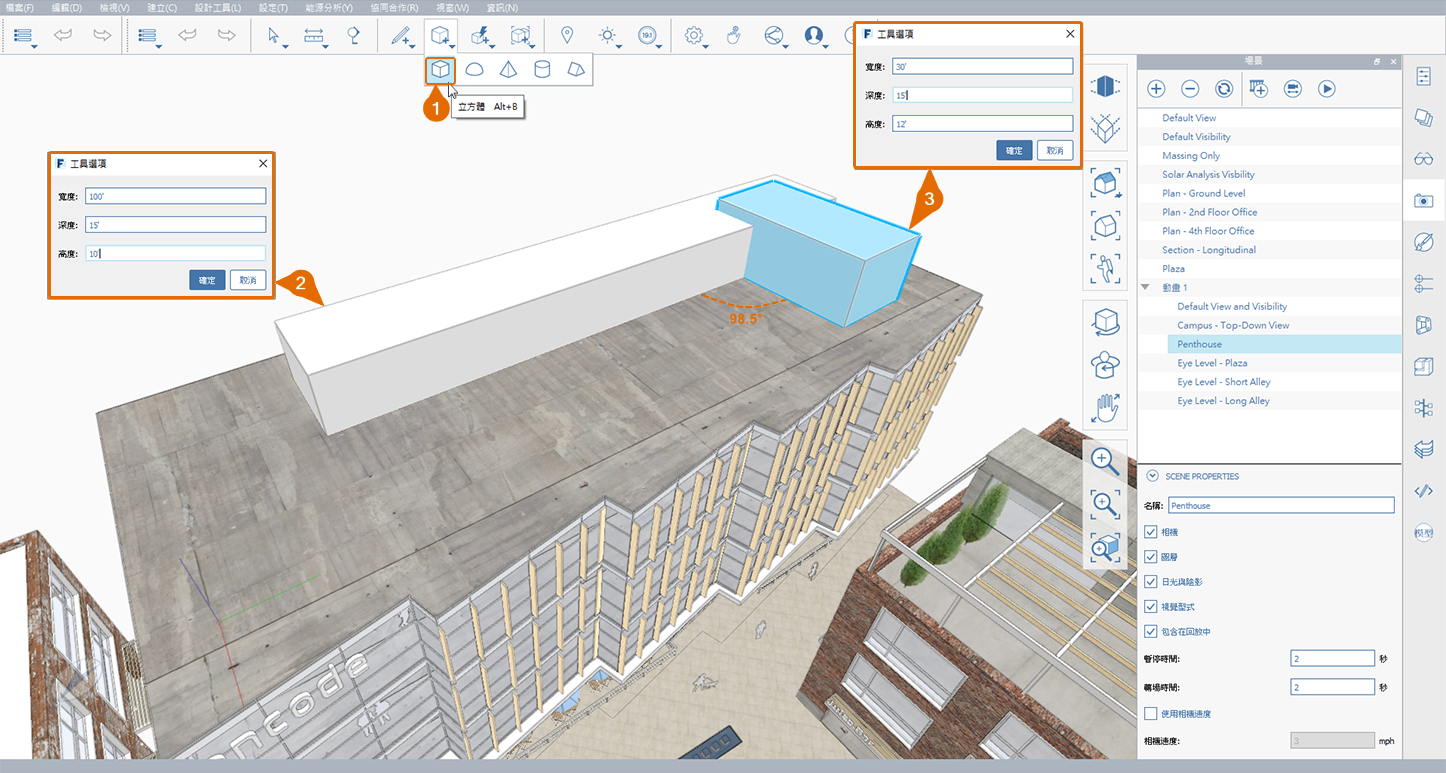 檔案(F) 編輯(D) 檢視(V) 建立(C) 設計工具(L) 設定(T) 能源分析(Y) 協同合作(R) 視窗(W) 資訊(N)
191
1
立方體 Alt+B
F 工具選項
寬度: 30'
深度: 15'
高度: 12'
確定 取消
3
F 工具選項
寬度: 100'
深度: 15'
高度: 10'
確定 取消
2
98.5°
場景
Default View
Default Visibility
Massing Only
Solar Analysis Visbility
Plan - Ground Level
Plan - 2nd Floor Office
Plan - 4th Floor Office
Section - Longitudinal
Plaza
動畫 1
Default View and Visibility
Campus - Top-Down View
Penthouse
Eye Level - Plaza
Eye Level - Short Alley
Eye Level - Long Alley
SCENE PROPERTIES
名稱: Penthouse
相機
圖層
日光與陰影
視覺型式
包含在回放中
暫停時間: 2 秒
轉場時間: 2 秒
使用相機速度
相機速度: 3 mph
模型